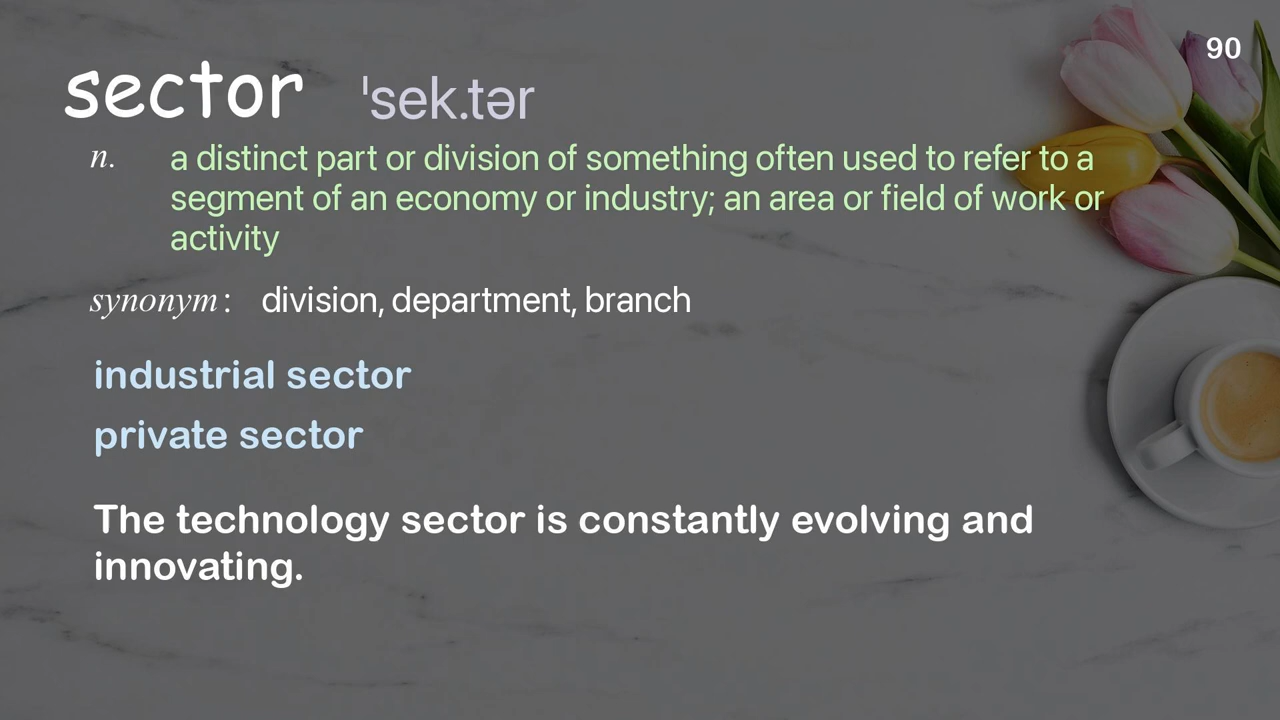 90
sector ˈsek.tər
n. a distinct part or division of something often used to refer to a
segment of an economy or industry; an area or field of work or
activity
synonym: division, department, branch
industrial sector
private sector
The technology sector is constantly evolving and
innovating.